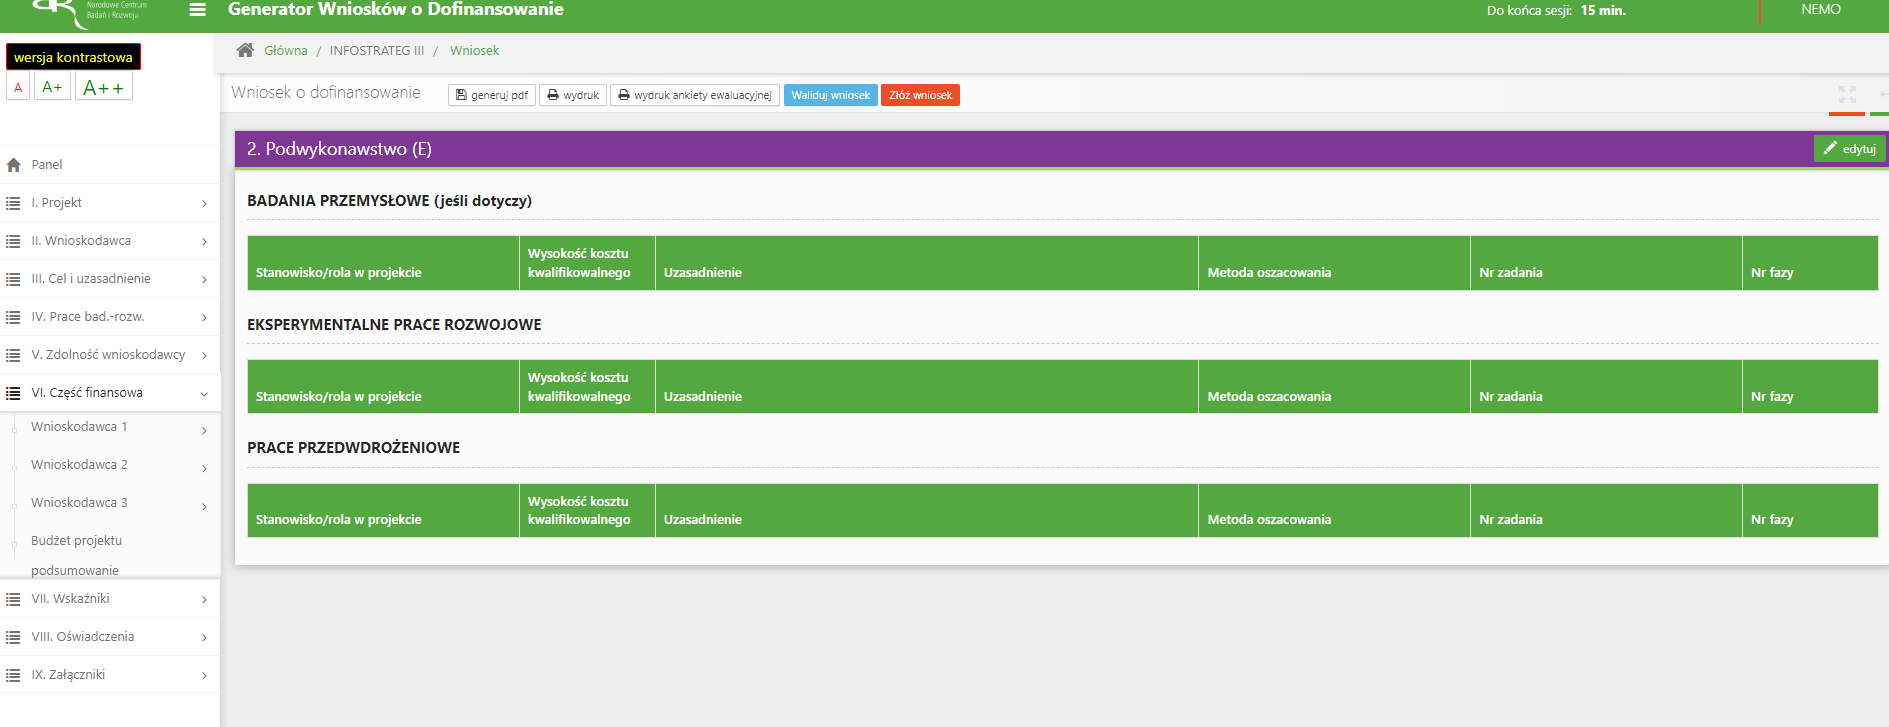 Narodowe Centrum
Badań i Rozwoju
Generator Wniosków o Dofinansowanie
Do końca sesji: 15 min.
NEMO
wersja kontrastowa
A
A+
A++
Główna / INFOSTRATEG III / Wniosek
Wniosek o dofinansowanie
generuj pdf
wydruk
wydruk ankiety ewaluacyjnej
Waliduj wniosek
Złóż wniosek
Panel
I. Projekt
II. Wnioskodawca
III. Cel i uzasadnienie
IV. Prace bad.-rozw.
V. Zdolność wnioskodawcy
VI. Część finansowa
Wnioskodawca 1
Wnioskodawca 2
Wnioskodawca 3
Budżet projektu
podsumowanie
VII. Wskaźniki
VIII. Oświadczenia
IX. Załączniki
2. Podwykonawstwo (E)
edytuj
BADANIA PRZEMYSŁOWE (jeśli dotyczy)
Stanowisko/rola w projekcie
Wysokość kosztu
kwalifikowalnego
Uzasadnienie
Metoda oszacowania
Nr zadania
Nr fazy
EKSPERYMENTALNE PRACE ROZWOJOWE
Stanowisko/rola w projekcie
Wysokość kosztu
kwalifikowalnego
Uzasadnienie
Metoda oszacowania
Nr zadania
Nr fazy
PRACE PRZEDWDROŻENIOWE
Stanowisko/rola w projekcie
Wysokość kosztu
kwalifikowalnego
Uzasadnienie
Metoda oszacowania
Nr zadania
Nr fazy